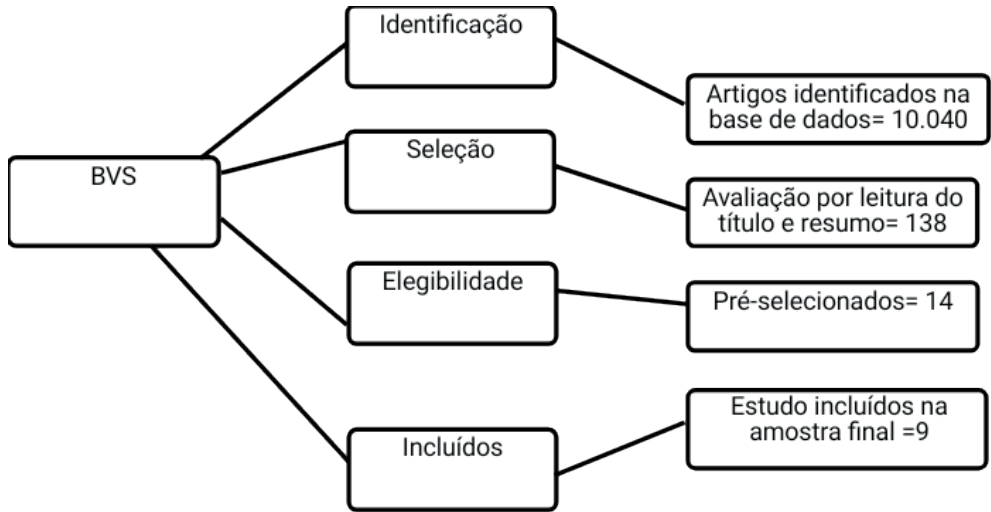 BVS
Identificação
Artigos identificados na
base de dados= 10.040
Seleção
Avaliação por leitura do
título e resumo= 138
Elegibilidade
Pré-selecionados= 14
Incluídos
Estudo incluídos na
amostra final =9